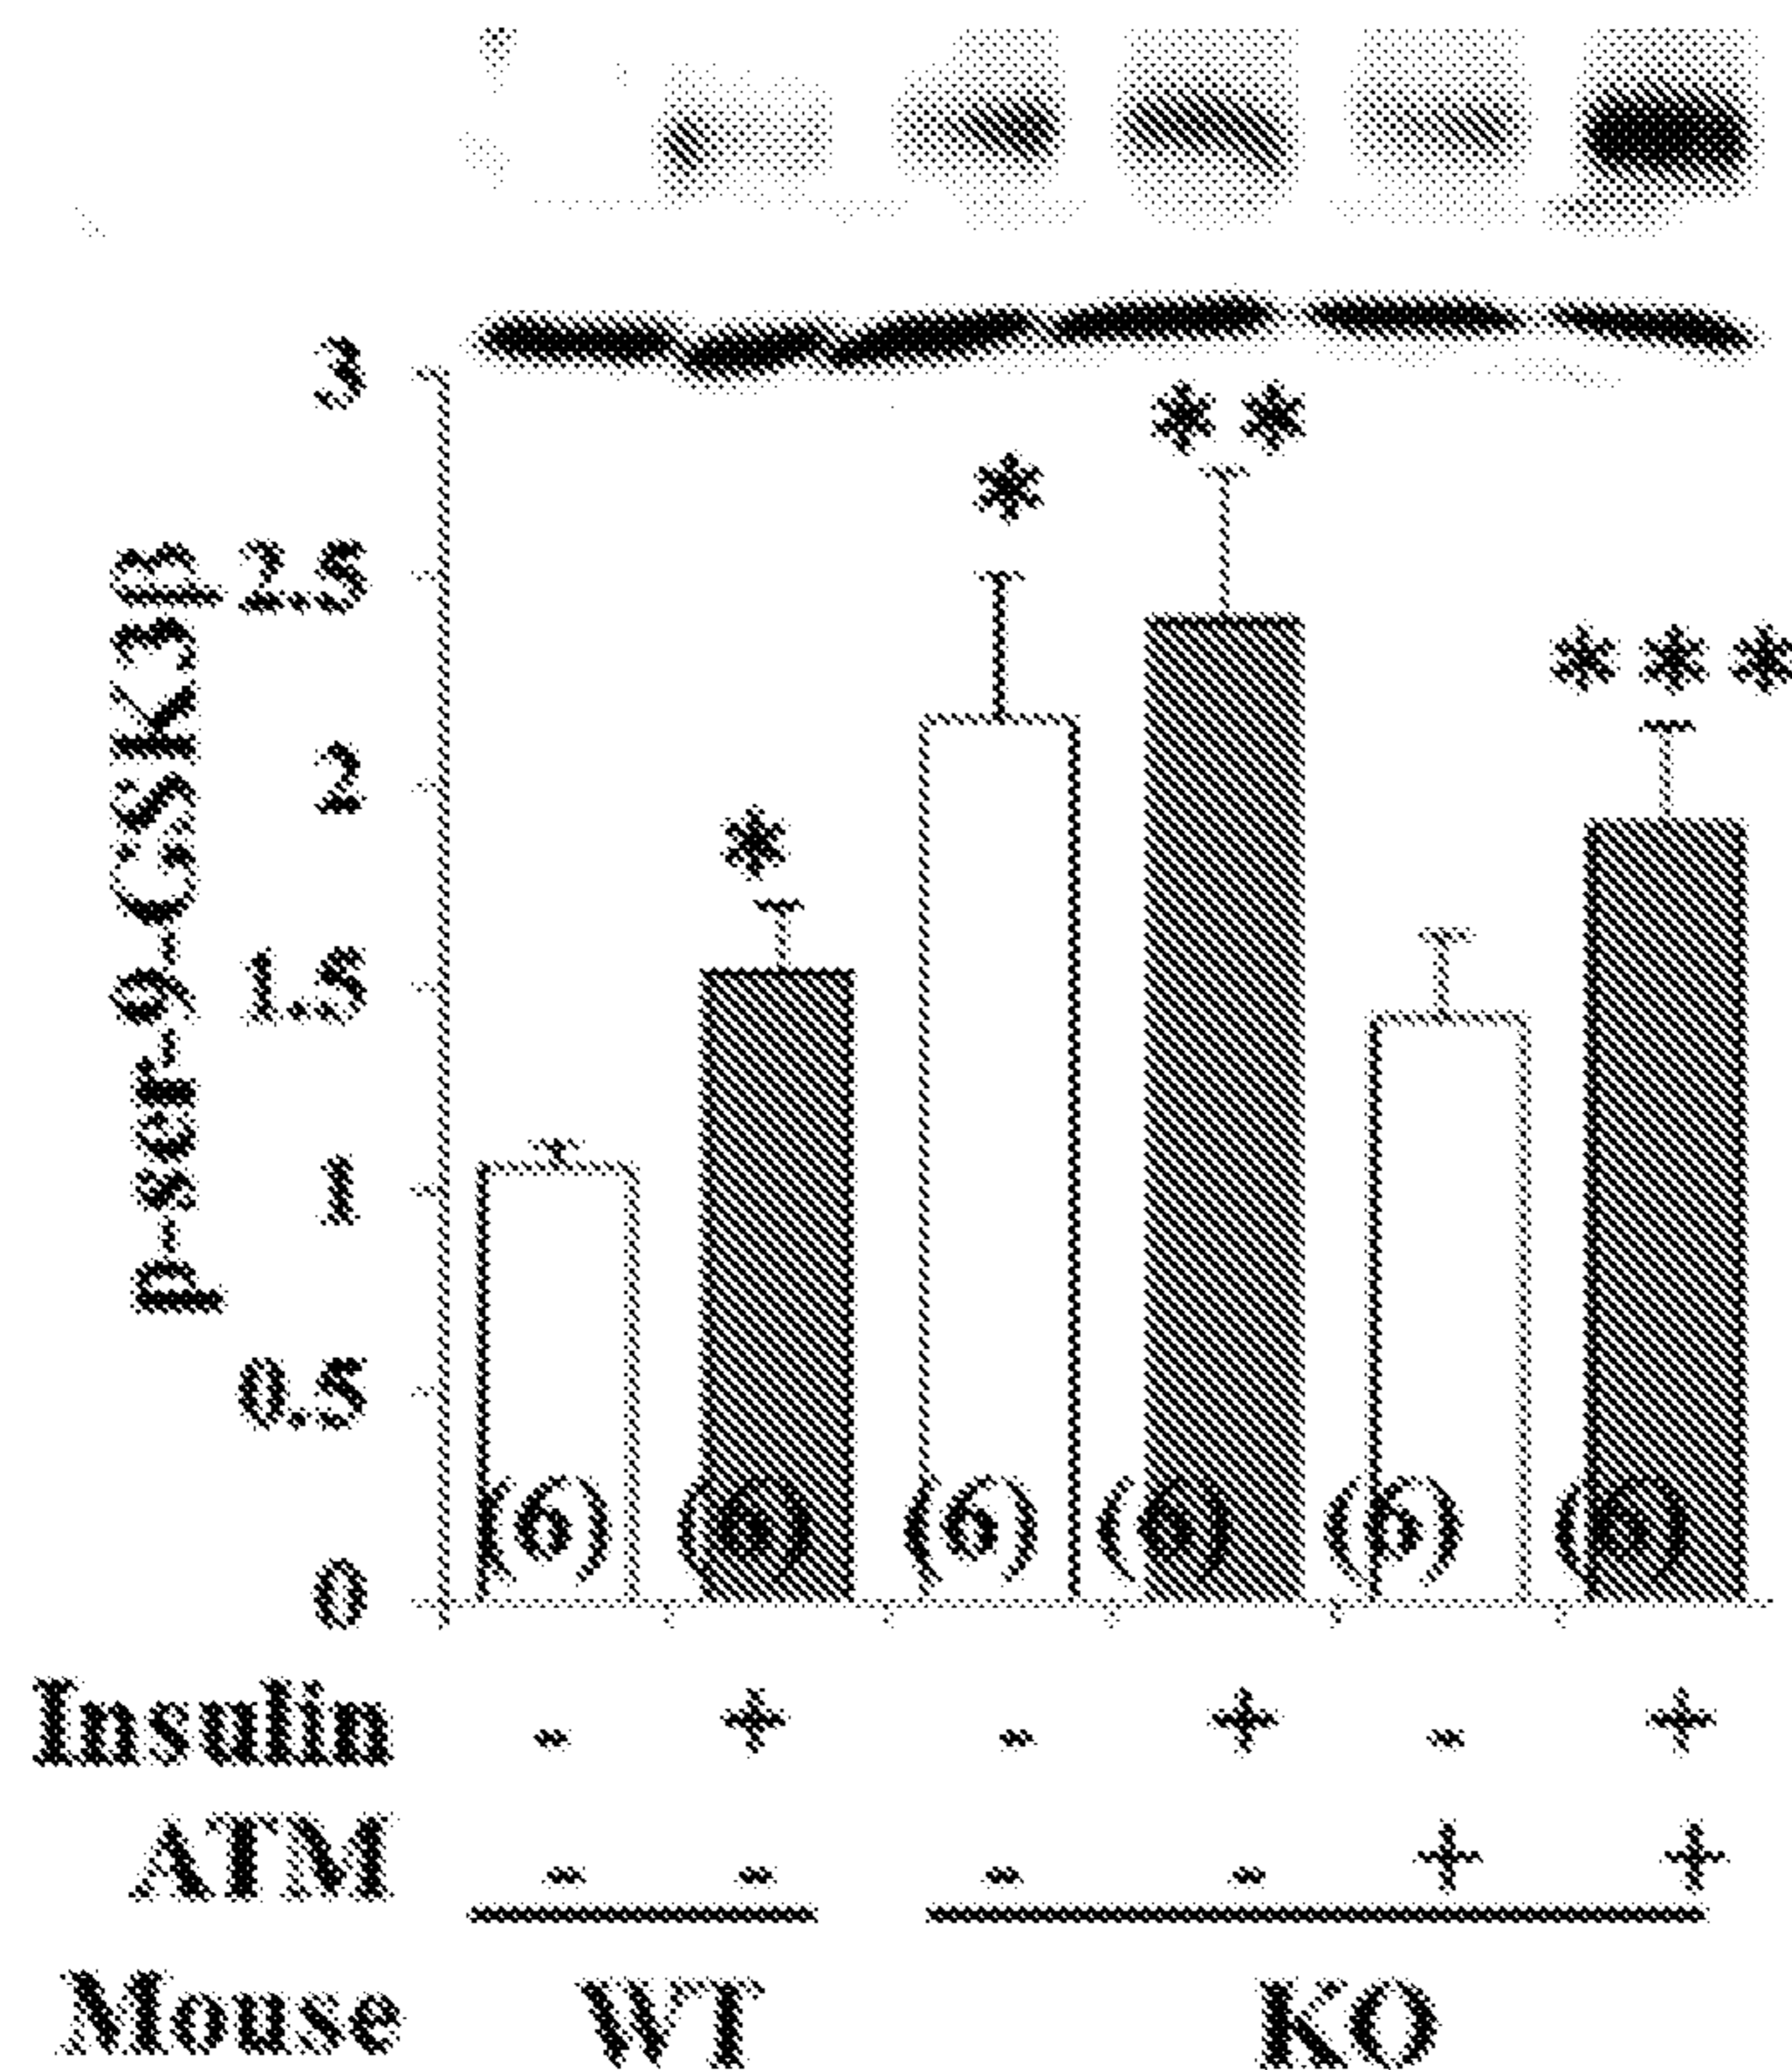 3
* *
*
p-ser-9-GSK3β
2.5
* * *
2
*
1.5
1
0.5
(6) (6) (6) (6) (6) (6)
0
Insulin - + - + - +
ATM - - - - + +
Mouse WT KO